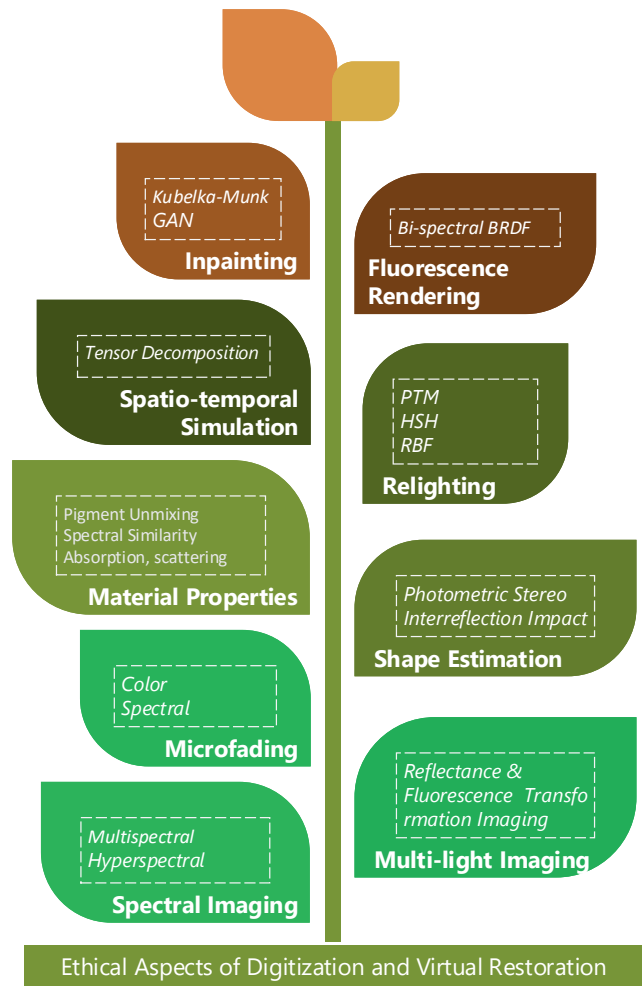 Kubelka-Munk
GAN
Inpainting
Bi-spectral BRDF
Fluorescence
Rendering
Tensor Decomposition
Spatio-temporal
Simulation
PTM
HSH
RBF
Relighting
Pigment Unmixing
Spectral Similarity
Absorption, scattering
Material Properties
Photometric Stereo
Interreflection Impact
Shape Estimation
Color
Spectral
Microfading
Reflectance &
Fluorescence Transfo
rmation Imaging
Multi-light Imaging
Multispectral
Hyperspectral
Spectral Imaging
Ethical Aspects of Digitization and Virtual Restoration